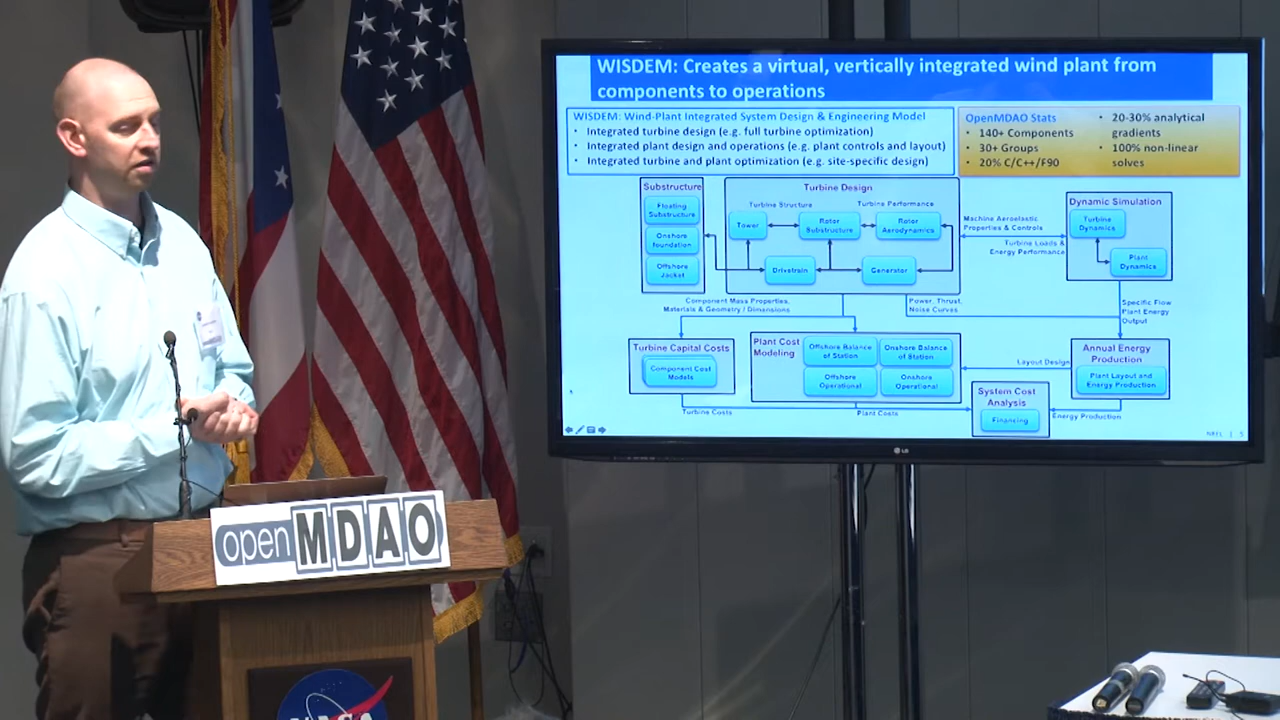 WISDEM: Creates a virtual, vertically integrated wind plant from
components to operations
WISDEM: Wind-Plant Integrated System Design & Engineering Model
• Integrated turbine design (e.g. full turbine optimization)
• Integrated plant design and operations (e.g. plant controls and layout)
• Integrated turbine and plant optimization (e.g. site-specific design)
OpenMDAO Stats
• 140+ Components
• 30+ Groups
• 20% C/C++/F90
• 20-30% analytical
gradients
• 100% non-linear
solves
Substructure
Floating
Substructure
Onshore
foundation
Offshore
Jacket
Turbine Design
Turbine Structure
Turbine Performance
Tower
Rotor
Substructure
Rotor
Aerodynamics
Drivetrain
Generator
Machine Aeroelastic
Properties & Controls
Turbine Loads &
Energy Performance
Dynamic Simulation
Turbine
Dynamics
Plant
Dynamics
Component Mass Properties,
Materials & Geometry / Dimensions
Power, Thrust,
Noise Curves
Specific Flow
Plant Energy
Output
Turbine Capital Costs
Component Cost
Models
Plant Cost
Modeling
Offshore Balance
of Station
Onshore Balance
of Station
Offshore
Operational
Onshore
Operational
Layout Design
Annual Energy
Production
Plant Layout and
Energy Production
System Cost
Analysis
Financing
Turbine Costs
Plant Costs
Energy Production
NREL | 5
LG
openMDAO
NASA